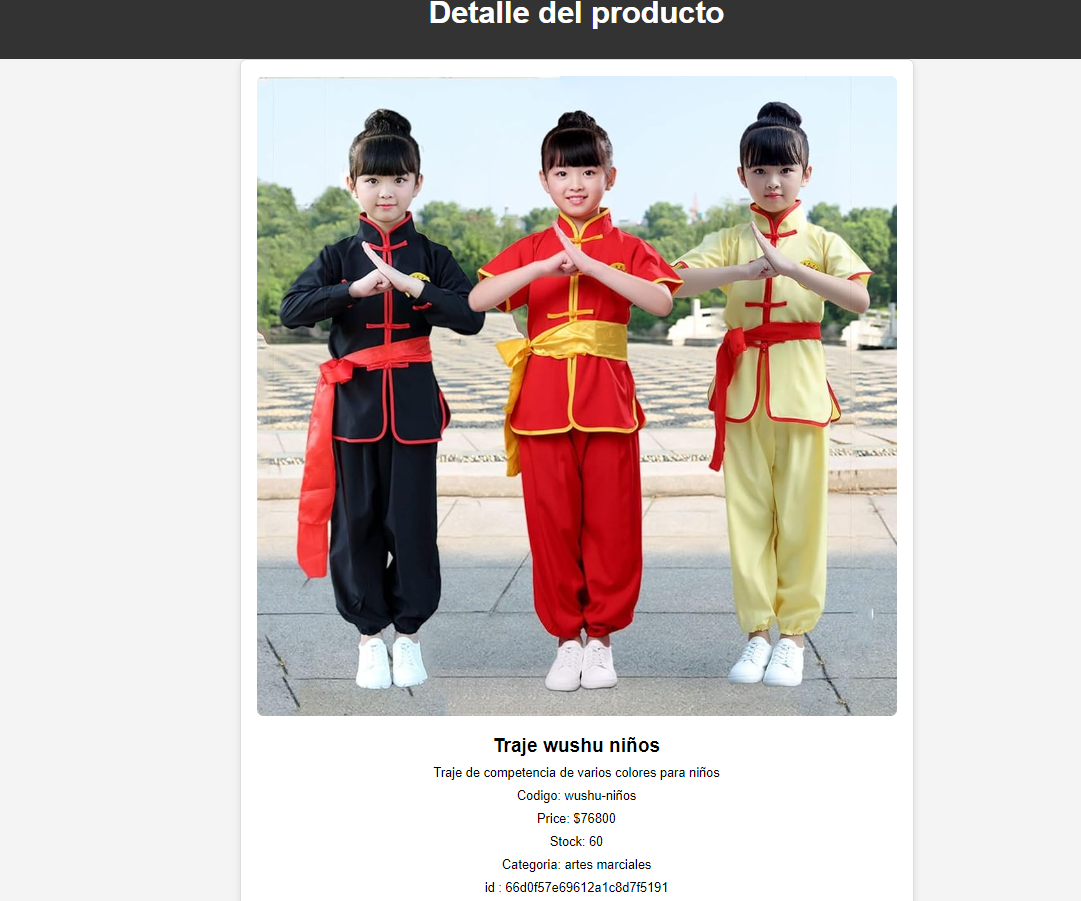 Detalle del producto
Traje wushu niños
Traje de competencia de varios colores para niños
Codigo: wushu-niños
Price: $76800
Stock: 60
Categoria: artes marciales
id : 66d0f57e69612a1c8d7f5191